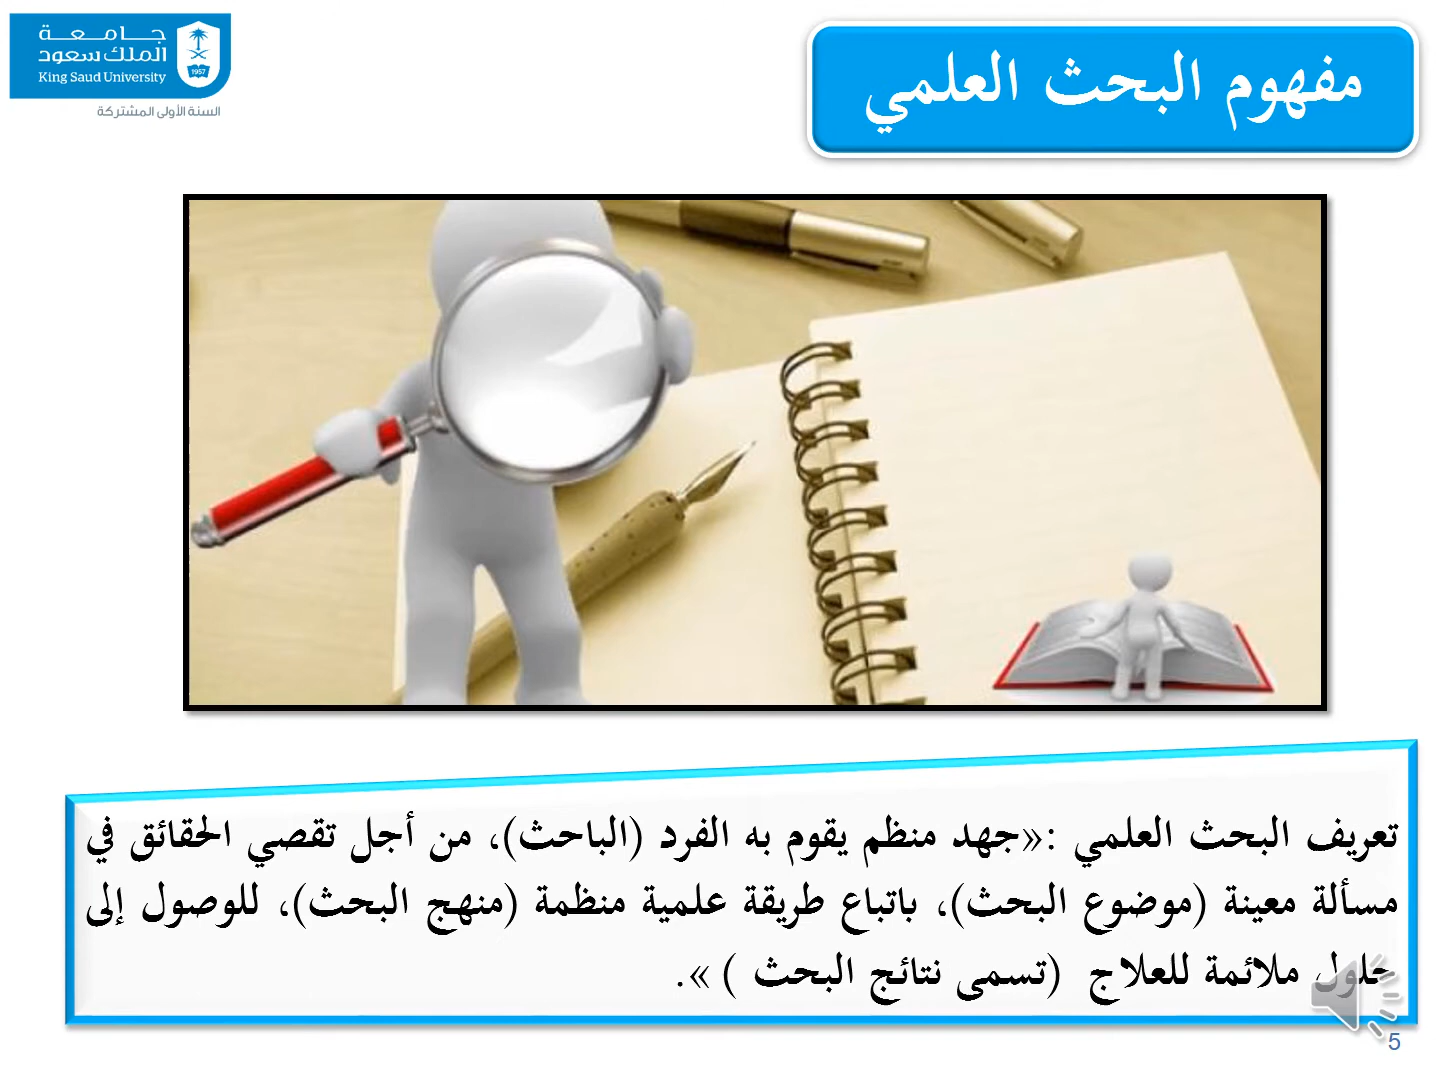 جامعة
الملك سعود
King Saud University
1957
السنة الأولى المشتركة
مفهوم البحث العلمي
تعريف البحث العلمي :«جهد منظم يقوم به الفرد (الباحث)، من أجل تقصي الحقائق في
مسألة معينة (موضوع البحث)، باتباع طريقة علمية منظمة (منهج البحث)، للوصول إلى
حلول ملائمة للعلاج (تسمى نتائج البحث ) ».
5